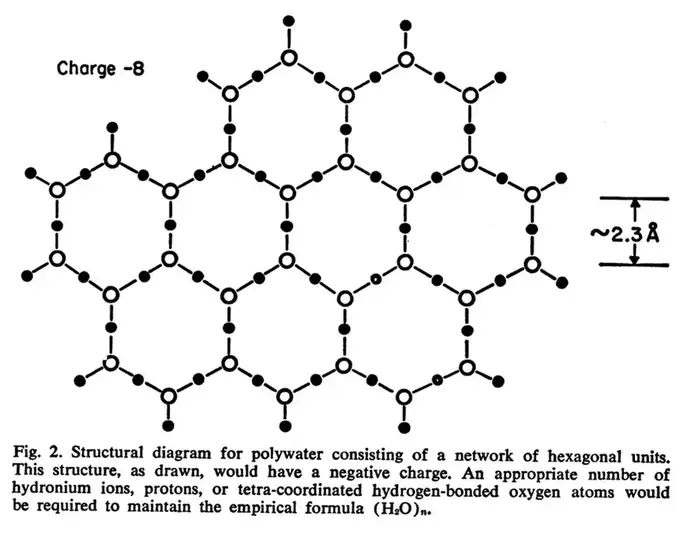 Charge -8
~2.3 Å
Fig. 2. Structural diagram for polywater consisting of a network of hexagonal units.
This structure, as drawn, would have a negative charge. An appropriate number of
hydronium ions, protons, or tetra-coordinated hydrogen-bonded oxygen atoms would
be required to maintain the empirical formula (H₂O)ₙ.